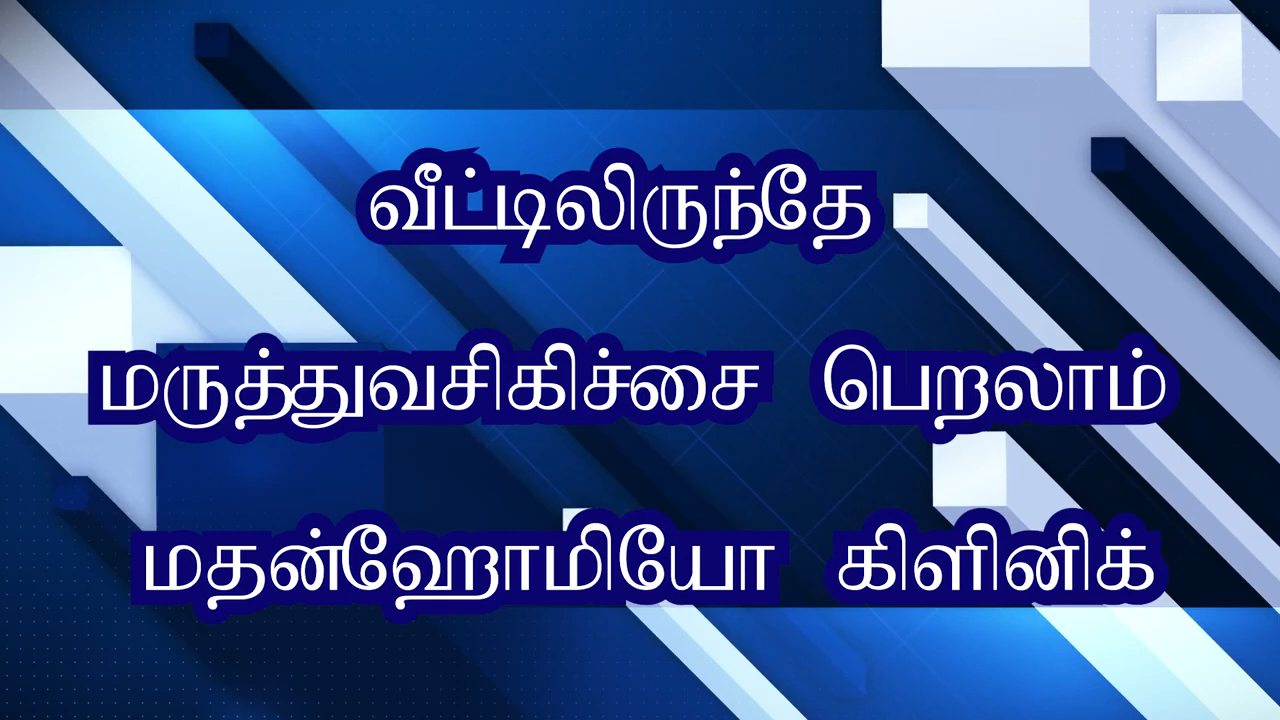 வீட்டிலிருந்தே
மருத்துவசிகிச்சை பெறலாம்
மதன்ஹோமியோ கிளினிக்